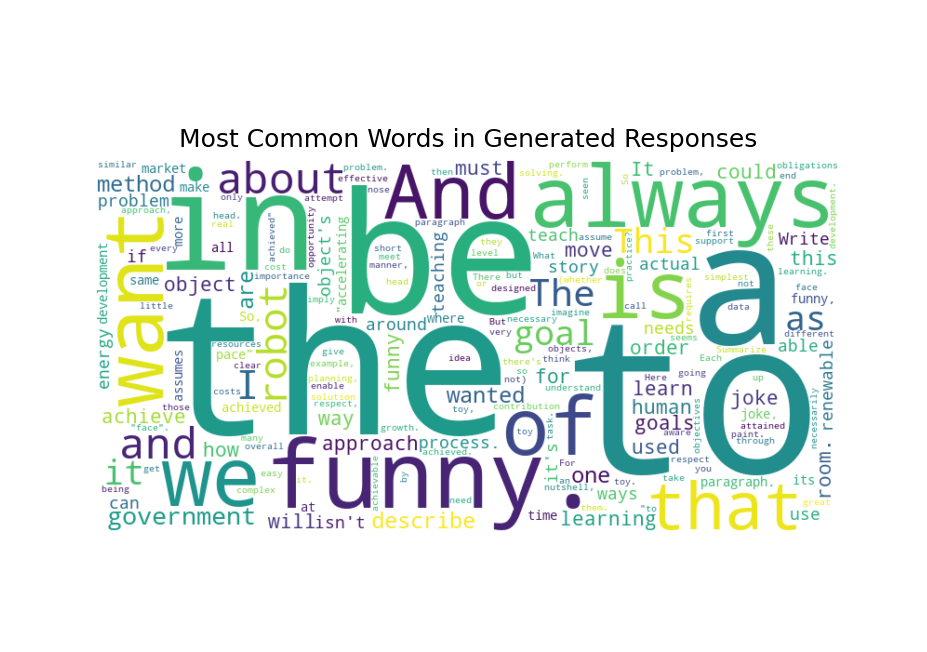 Most Common Words in Generated Responses
similar market in problem. then must always perform seen It problem, could obligations
method make about effective nose And solving. So end
problem only attempt paragraph
approach, head. real be they level What assume teach This practice? first support these Write development.
want every more all achieved" opportunity object's short meet manner, teaching There but or story move actual not this learning.
if do (whether does simplest
same object are cost importance "accelerating head designed The is requires a face funny,
energy development little So, robot simply with But very imagine call data as different
assumes resources the around where necessary goal needs seems Each Summarize able
pace" I clear give example, funny idea objects, there's think order Here going up renewable.
those costs planning, enable so not) for understand learn joke
achieve achieved solution respect, wanted toy, contribution human objectives joke, necessarily
"face". many way growth. toy of it's task. goals aware paint. attained
and how overall approach process. used respect through to
it get we easy it. funny. achievable achieved. For an one you room.
being can complex by nutshell, toy. ways take paragraph. its
at need them. "to that great
government will isn't describe time learning use